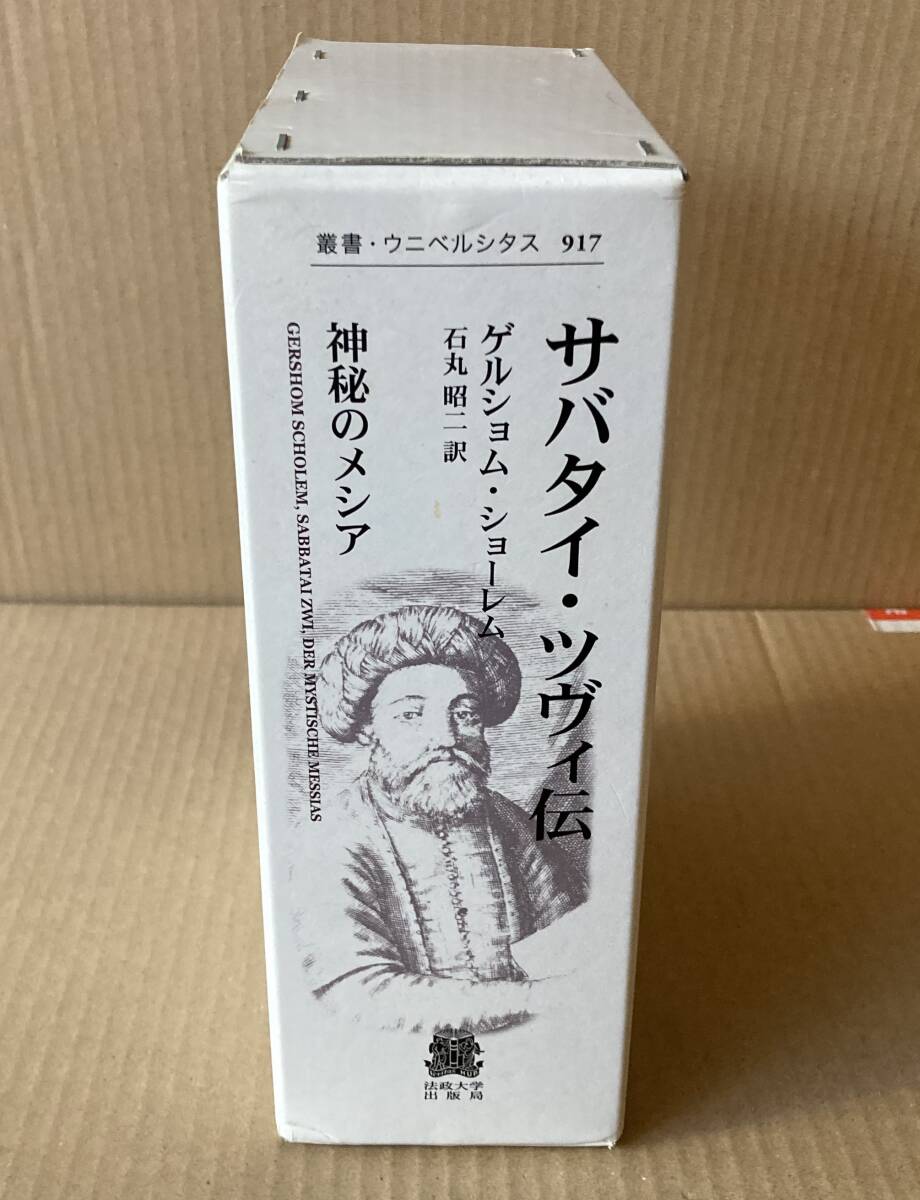 叢書・ウニベルシタス 917
サバタイ・ツヴィ伝
ゲルショム・ショーレム
石丸 昭二 訳
神秘のメシア
GERSHOM SCHOLEM, SABBATAI ZWI, DER MYSTISCHE MESSIAS
法政大学
出版局